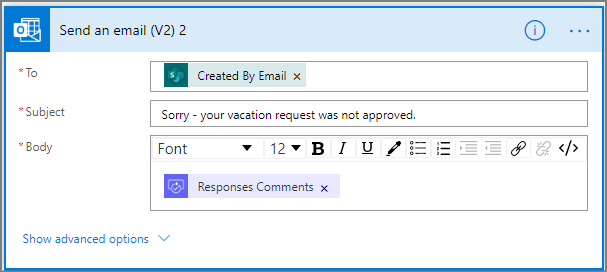 Send an email (V2) 2
* To
Created By Email ×
* Subject
Sorry - your vacation request was not approved.
* Body
Font 12 B I U </>
Responses Comments ×
Show advanced options